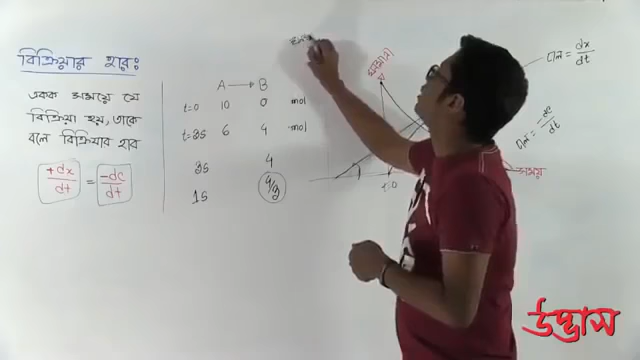 বিক্রিয়ার হার:
একক সময়ে যে
বিক্রিয়া হয়, তাকে
বলে বিক্রিয়ার হার
+dx/dt = -dc/dt
A → B
t=0 10 0 mol
t=2s 6 4 mol
2s 4
1s 4/2
ঘনমাত্রা
ঢাল = dx/dt
ঢাল = -dc/dt
সময়
t=0
উদ্ভাস